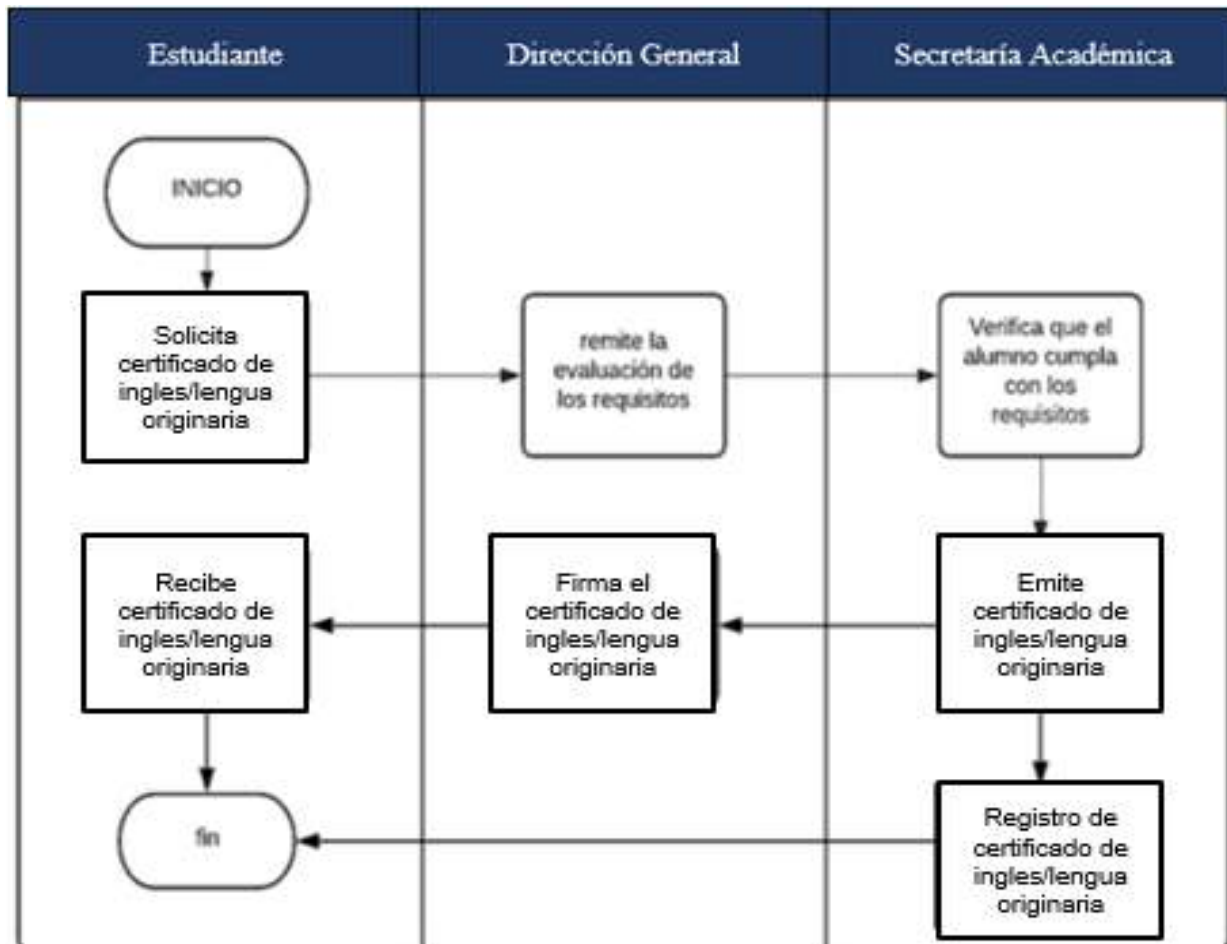 Estudiante
Dirección General
Secretaría Académica
INICIO
Solicita
certificado de
ingles/lengua
originaria
remite la
evaluación de
los requisitos
Verifica que el
alumno cumpla
con los
requisitos
Recibe
certificado de
ingles/lengua
originaria
Firma el
certificado de
ingles/lengua
originaria
Emite
certificado de
ingles/lengua
originaria
fin
Registro de
certificado de
ingles/lengua
originaria